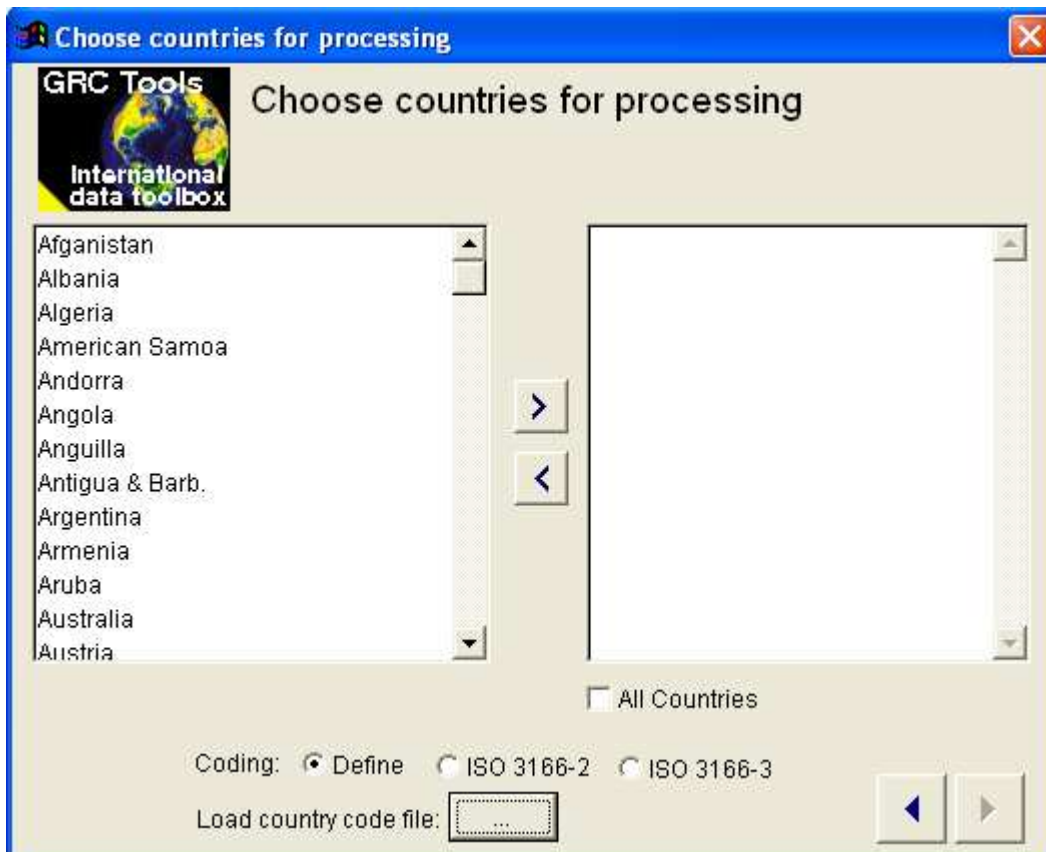 Choose countries for processing
GRC Tools
International
data toolbox
Choose countries for processing
Afganistan
Albania
Algeria
American Samoa
Andorra
Angola
Anguilla
Antigua & Barb.
Argentina
Armenia
Aruba
Australia
Austria
>
<
All Countries
Coding: Define ISO 3166-2 ISO 3166-3
Load country code file: ...